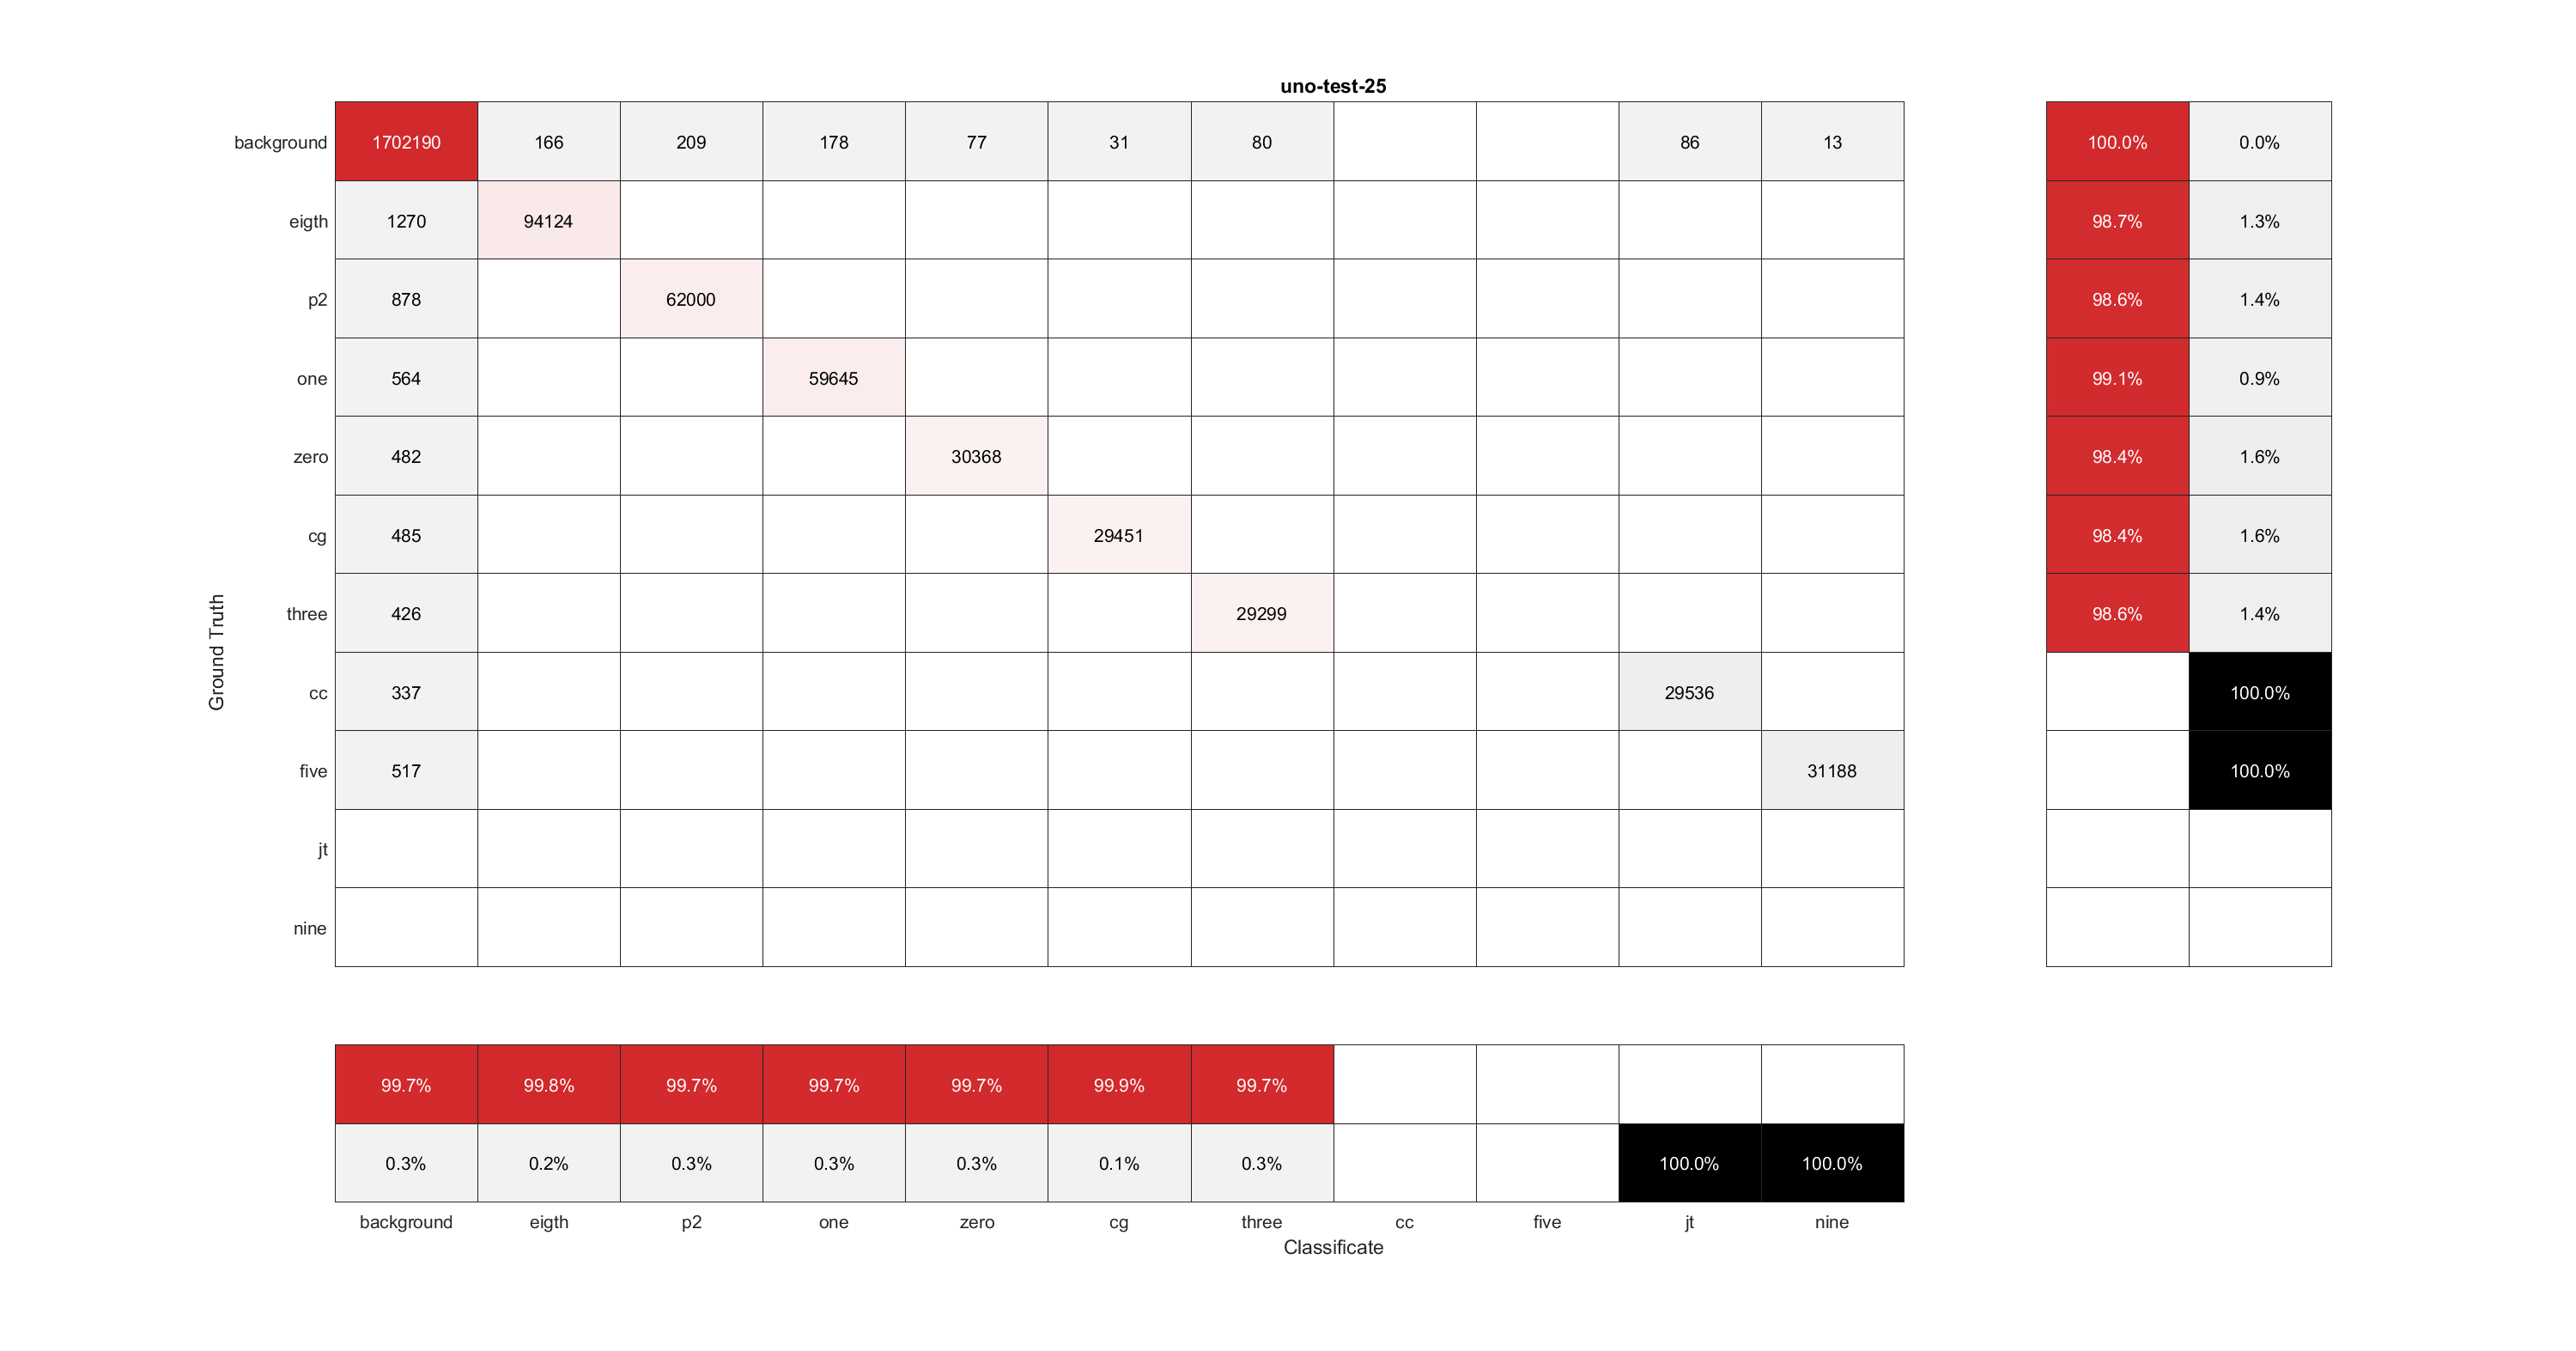 uno-test-25
background 1702190 166 209 178 77 31 80 86 13 100.0% 0.0%
eigth 1270 94124 98.7% 1.3%
p2 878 62000 98.6% 1.4%
one 564 59645 99.1% 0.9%
zero 482 30368 98.4% 1.6%
cg 485 29451 98.4% 1.6%
three 426 29299 98.6% 1.4%
cc 337 29536 100.0%
five 517 31188 100.0%
jt
nine
Ground Truth
99.7% 99.8% 99.7% 99.7% 99.7% 99.9% 99.7%
0.3% 0.2% 0.3% 0.3% 0.3% 0.1% 0.3% 100.0% 100.0%
background eigth p2 one zero cg three cc five jt nine
Classificate